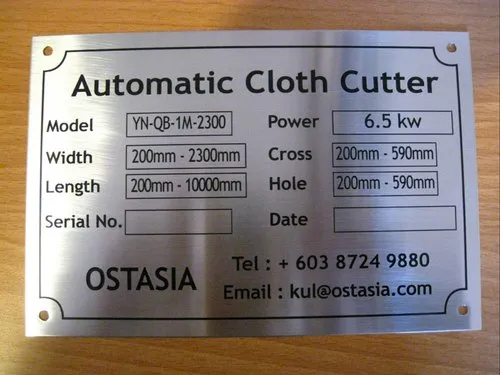 Automatic Cloth Cutter
Model YN-QB-1M-2300 Power 6.5 kw
Width 200mm - 2300mm Cross 200mm - 590mm
Length 200mm - 10000mm Hole 200mm - 590mm
Serial No. Date
OSTASIA Tel : + 603 8724 9880
Email : kul@ostasia.com